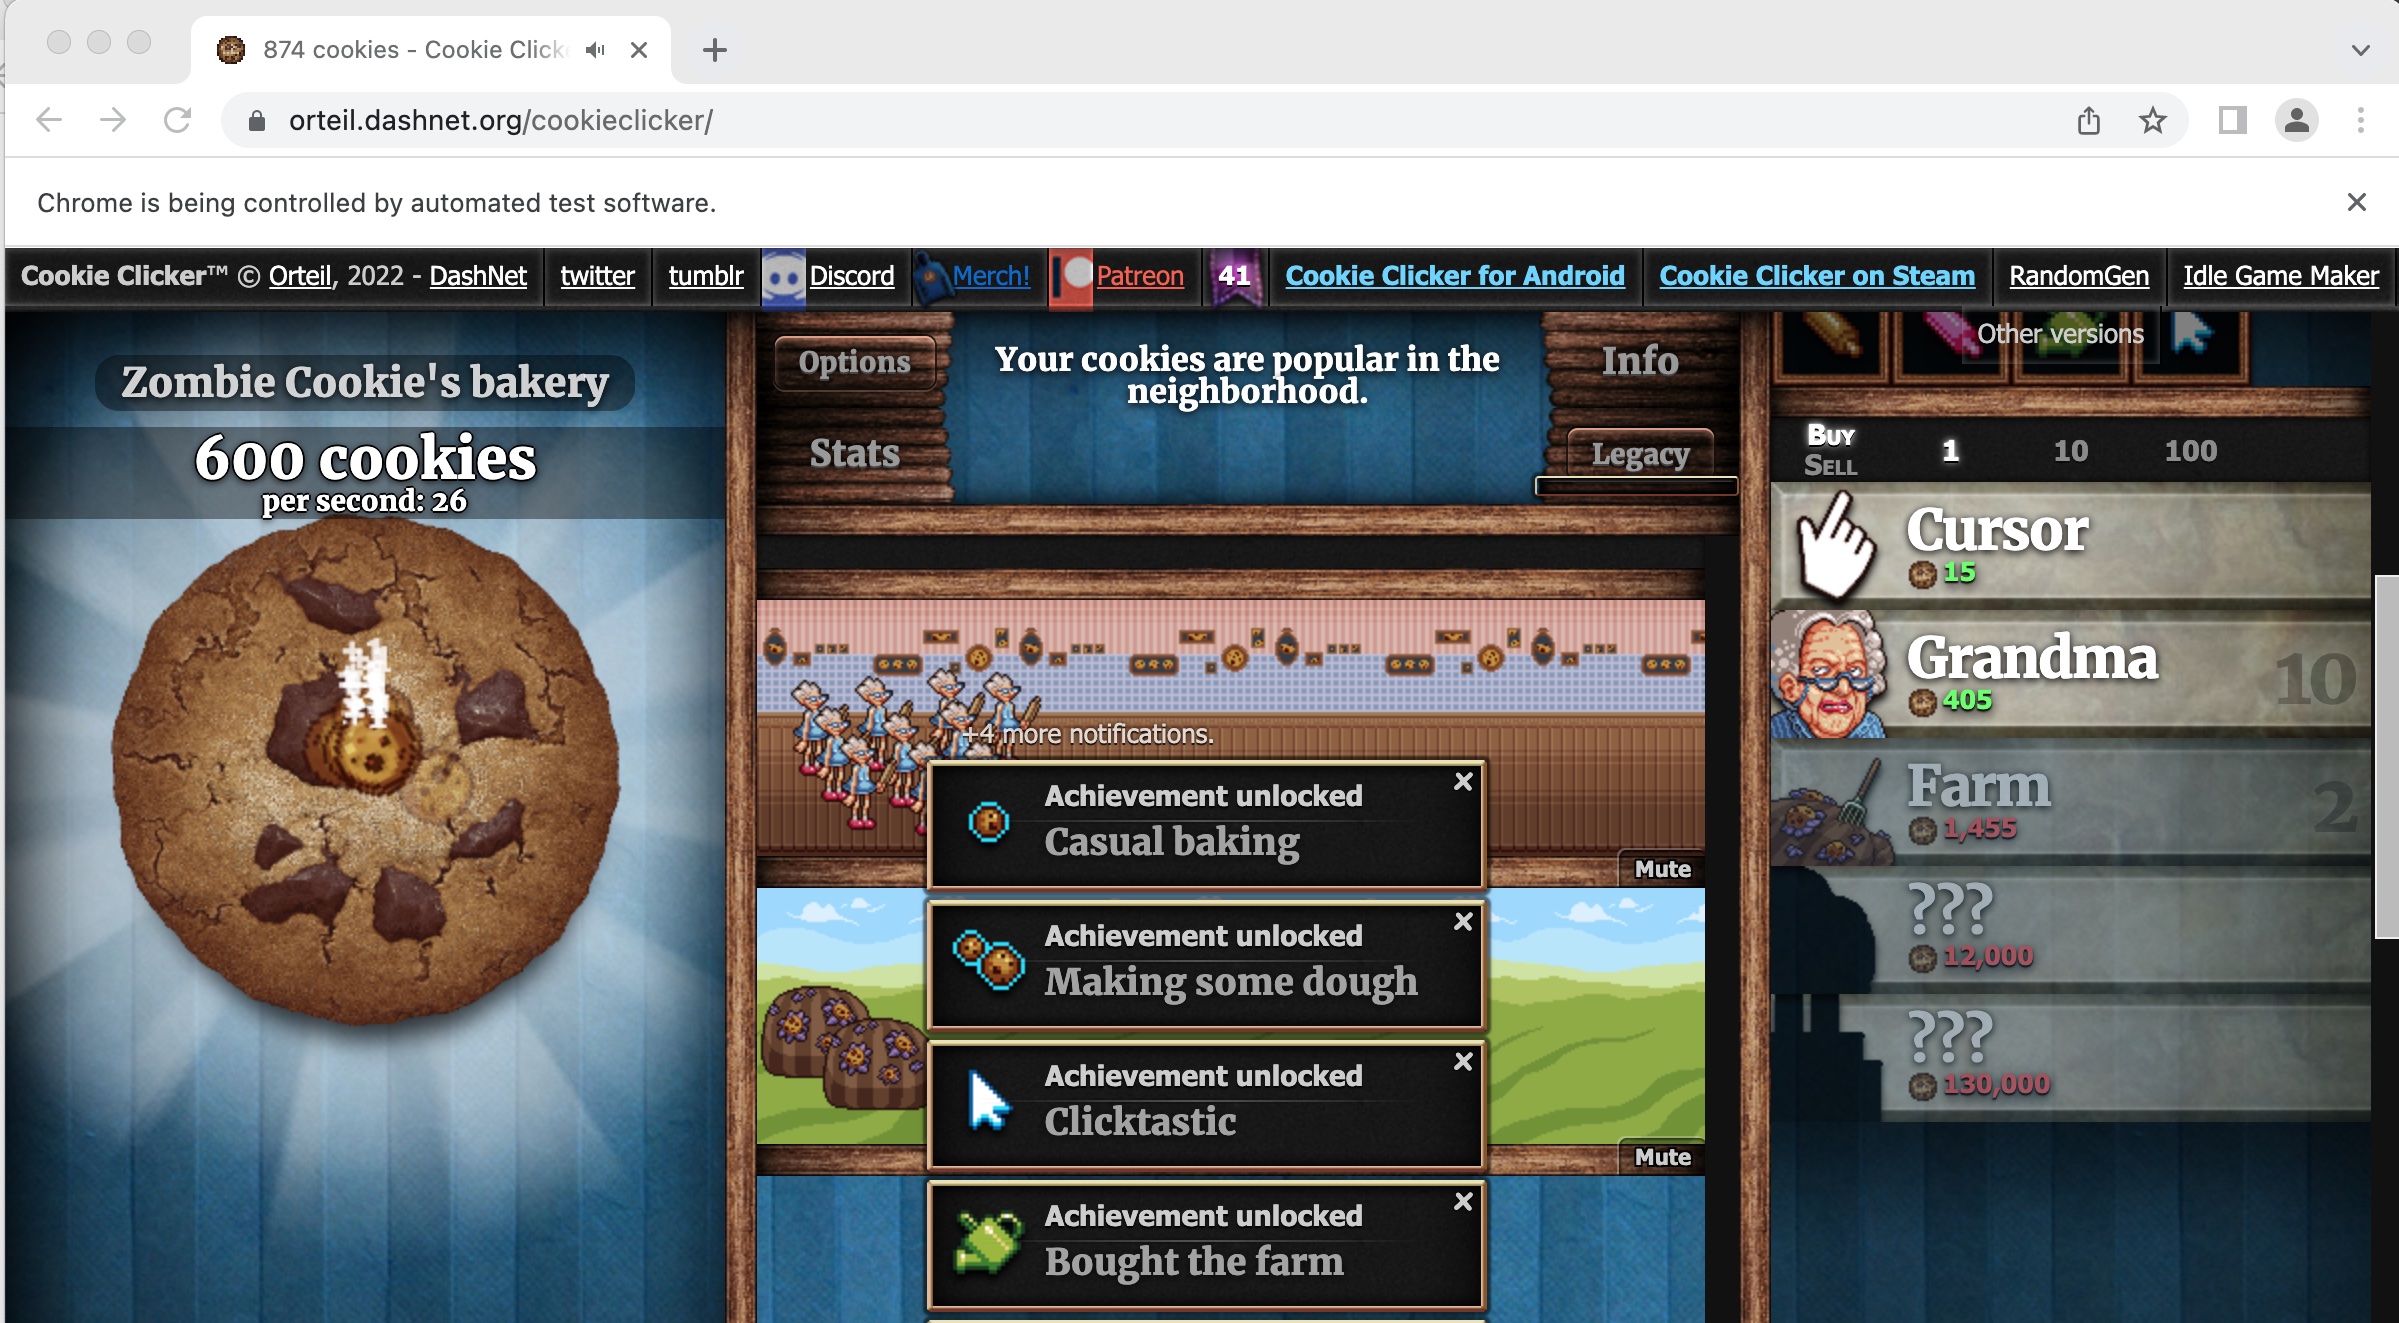 874 cookies - Cookie Click
orteil.dashnet.org/cookieclicker/
Chrome is being controlled by automated test software.
Cookie Clicker™ © Orteil, 2022 - DashNet
twitter
tumblr
Discord
Merch!
Patreon
41
Cookie Clicker for Android
Cookie Clicker on Steam
RandomGen
Idle Game Maker
Other versions
Zombie Cookie's bakery
600 cookies
per second: 26
Options
Stats
Your cookies are popular in the
neighborhood.
Info
Legacy
+4 more notifications.
Achievement unlocked
Casual baking
Mute
Achievement unlocked
Making some dough
Achievement unlocked
Clicktastic
Mute
Achievement unlocked
Bought the farm
Buy
Sell
1
10
100
Cursor
15
Grandma
405
10
Farm
1,455
2
???
12,000
???
130,000